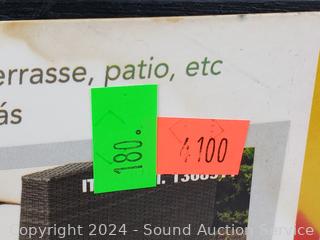 errasse, patio, etc
ás
180.
4100
Copyright 2024 - Sound Auction Service